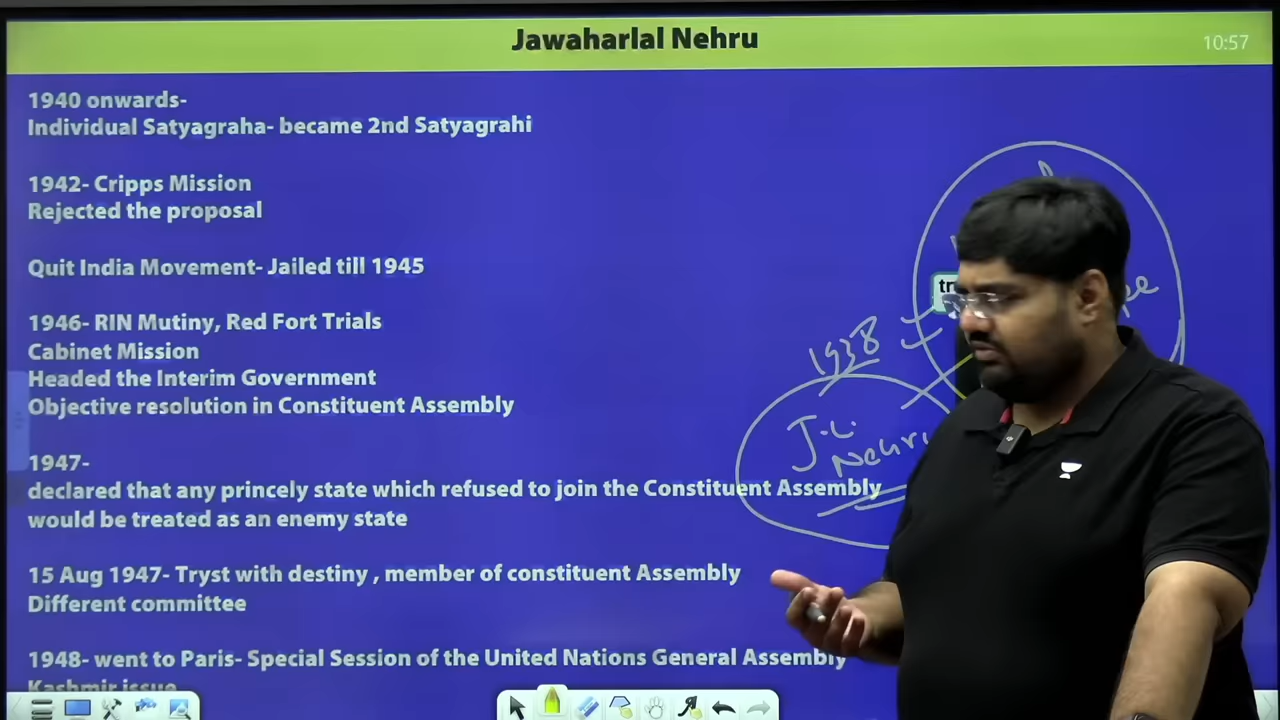 Jawaharlal Nehru
10:57
1940 onwards-
Individual Satyagraha- became 2nd Satyagrahi
1942- Cripps Mission
Rejected the proposal
Quit India Movement- Jailed till 1945
1946- RIN Mutiny, Red Fort Trials
Cabinet Mission
Headed the Interim Government
Objective resolution in Constituent Assembly
1947-
declared that any princely state which refused to join the Constituent Assembly
would be treated as an enemy state
15 Aug 1947- Tryst with destiny , member of constituent Assembly
Different committee
1948- went to Paris- Special Session of the United Nations General Assembly
Kashmir issue
1938
J.L.
Nehru